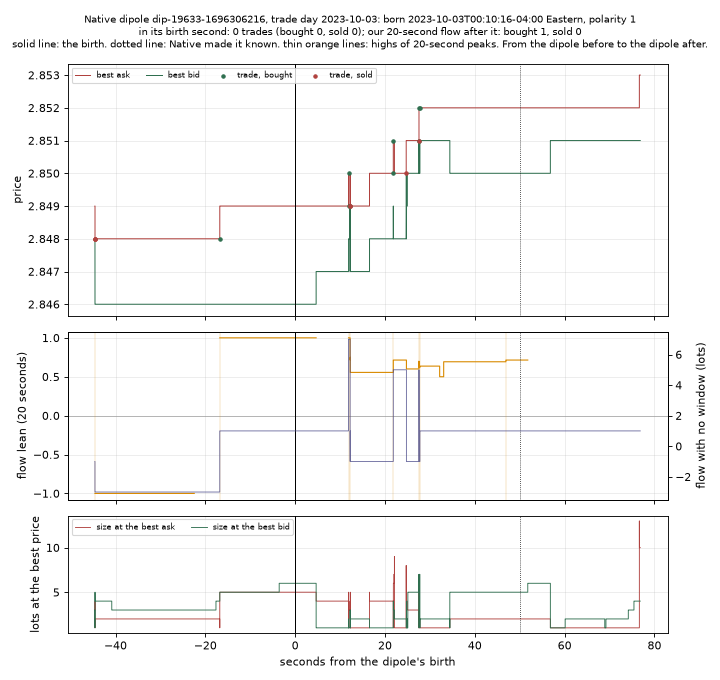 Native dipole dip-19633-1696306216, trade day 2023-10-03: born 2023-10-03T00:10:16-04:00 Eastern, polarity 1
in its birth second: 0 trades (bought 0, sold 0); our 20-second flow after it: bought 1, sold 0
solid line: the birth. dotted line: Native made it known. thin orange lines: highs of 20-second peaks. From the dipole before to the dipole after.
best ask
best bid
trade, bought
trade, sold
2.853
2.852
2.851
2.850
2.849
2.848
2.847
2.846
price
1.0
0.5
0.0
−0.5
−1.0
flow lean (20 seconds)
6
4
2
0
−2
flow with no window (lots)
size at the best ask
size at the best bid
10
5
lots at the best price
−40
−20
0
20
40
60
80
seconds from the dipole's birth